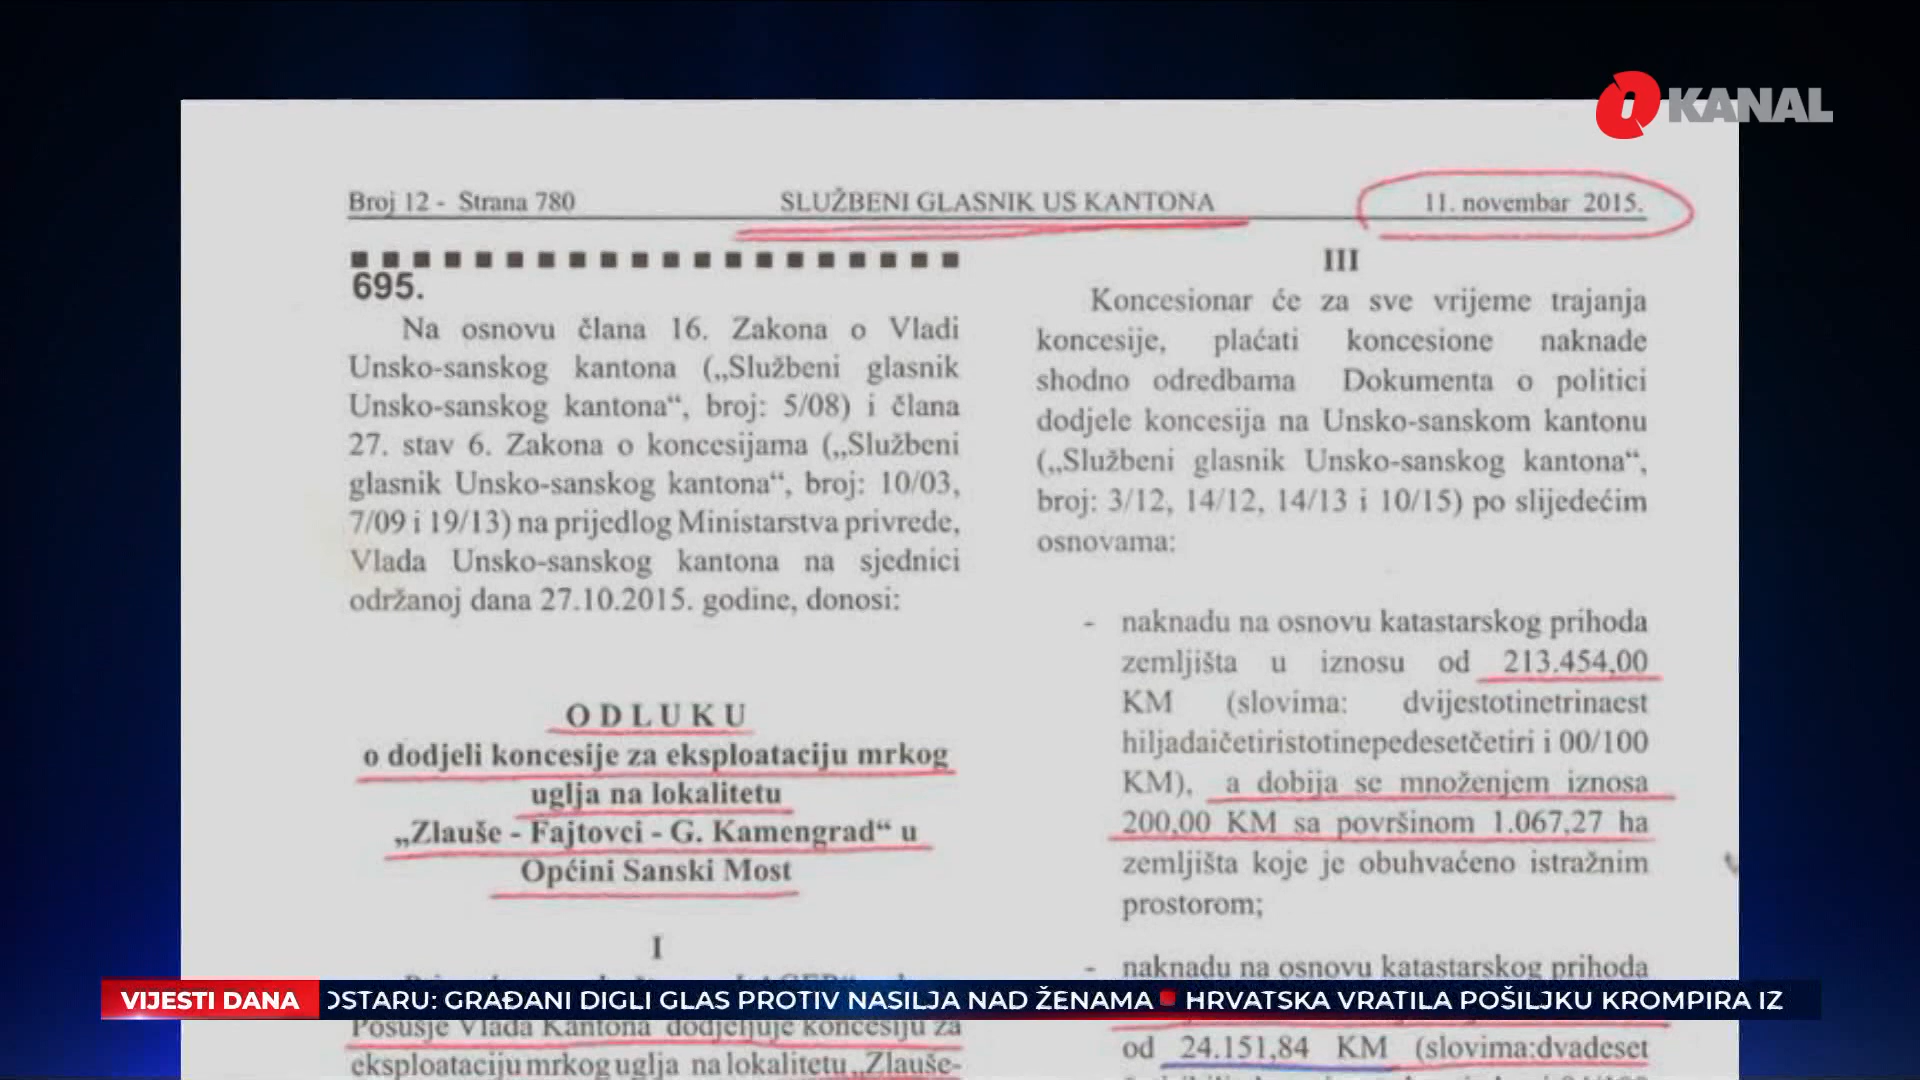 KANAL
Broj 12 - Strana 780
SLUŽBENI GLASNIK US KANTONA
11. novembar 2015.
695.
Na osnovu člana 16. Zakona o Vladi
Unsko-sanskog kantona („Službeni glasnik
Unsko-sanskog kantona“, broj: 5/08) i člana
27. stav 6. Zakona o koncesijama („Službeni
glasnik Unsko-sanskog kantona“, broj: 10/03,
7/09 i 19/13) na prijedlog Ministarstva privrede,
Vlada Unsko-sanskog kantona na sjednici
održanoj dana 27.10.2015. godine, donosi:
O D L U K U
o dodjeli koncesije za eksploataciju mrkog
uglja na lokalitetu
„Zlauše - Fajtovci - G. Kamengrad“ u
Općini Sanski Most
I
Posušje Vlada Kantona dodjeljuje koncesiju za
eksploataciju mrkog uglja na lokalitetu „Zlauše-
III
Koncesionar će za sve vrijeme trajanja
koncesije, plaćati koncesione naknade
shodno odredbama Dokumenta o politici
dodjele koncesija na Unsko-sanskom kantonu
(„Službeni glasnik Unsko-sanskog kantona“,
broj: 3/12, 14/12, 14/13 i 10/15) po slijedećim
osnovama:
- naknadu na osnovu katastarskog prihoda
zemljišta u iznosu od 213.454,00
KM (slovima: dvijestotinetrinaest
hiljadaičetiristotinepedesetčetiri i 00/100
KM), a dobija se množenjem iznosa
200,00 KM sa površinom 1.067,27 ha
zemljišta koje je obuhvaćeno istražnim
prostorom;
- naknadu na osnovu katastarskog prihoda
od 24.151,84 KM (slovima:dvadeset
VIJESTI DANA
OSTARU: GRAĐANI DIGLI GLAS PROTIV NASILJA NAD ŽENAMA ■ HRVATSKA VRATILA POŠILJKU KROMPIRA IZ